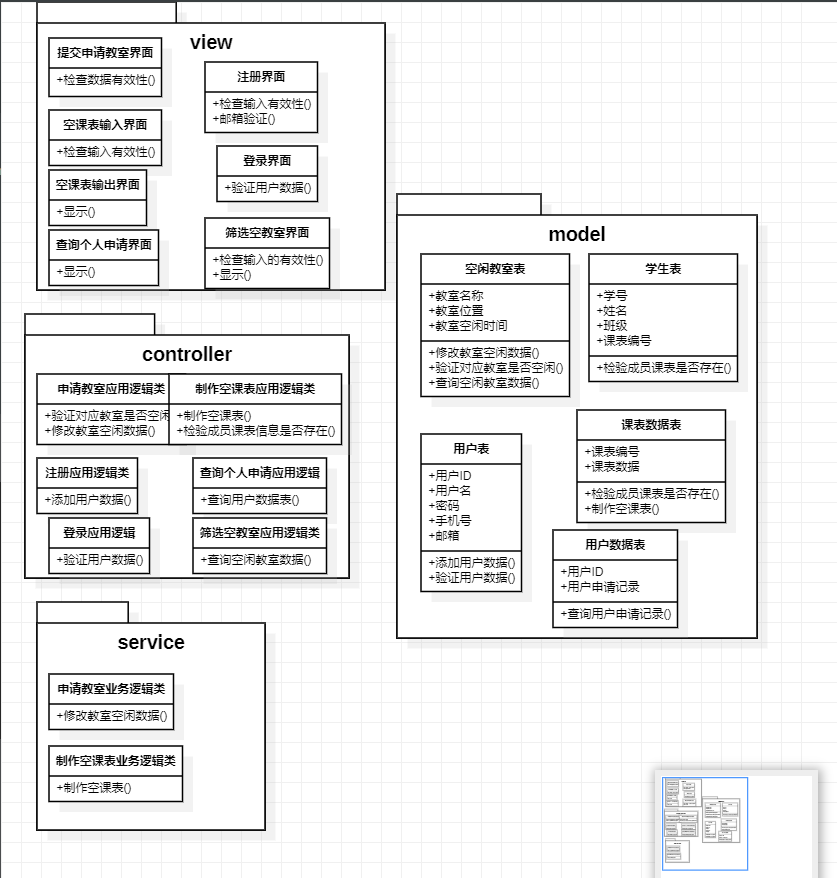 view
提交申请教室界面
+检查数据有效性()
空课表输入界面
+检查输入有效性()
空课表输出界面
+显示()
查询个人申请界面
+显示()
注册界面
+检查输入有效性()
+邮箱验证()
登录界面
+验证用户数据()
筛选空教室界面
+检查输入的有效性()
+显示()
controller
申请教室应用逻辑类
+验证对应教室是否空闲
+修改教室空闲数据()
制作空课表应用逻辑类
+制作空课表()
+检验成员课表信息是否存在()
注册应用逻辑类
+添加用户数据()
查询个人申请应用逻辑
+查询用户数据表()
登录应用逻辑
+验证用户数据()
筛选空教室应用逻辑类
+查询空闲教室数据()
service
申请教室业务逻辑类
+修改教室空闲数据()
制作空课表业务逻辑类
+制作空课表()
model
空闲教室表
+教室名称
+教室位置
+教室空闲时间
+修改教室空闲数据()
+验证对应教室是否空闲()
+查询空闲教室数据()
学生表
+学号
+姓名
+班级
+课表编号
+检验成员课表是否存在()
课表数据表
+课表编号
+课表数据
+检验成员课表是否存在()
+制作空课表()
用户表
+用户ID
+用户名
+密码
+手机号
+邮箱
+添加用户数据()
+验证用户数据()
用户数据表
+用户ID
+用户申请记录
+查询用户申请记录()